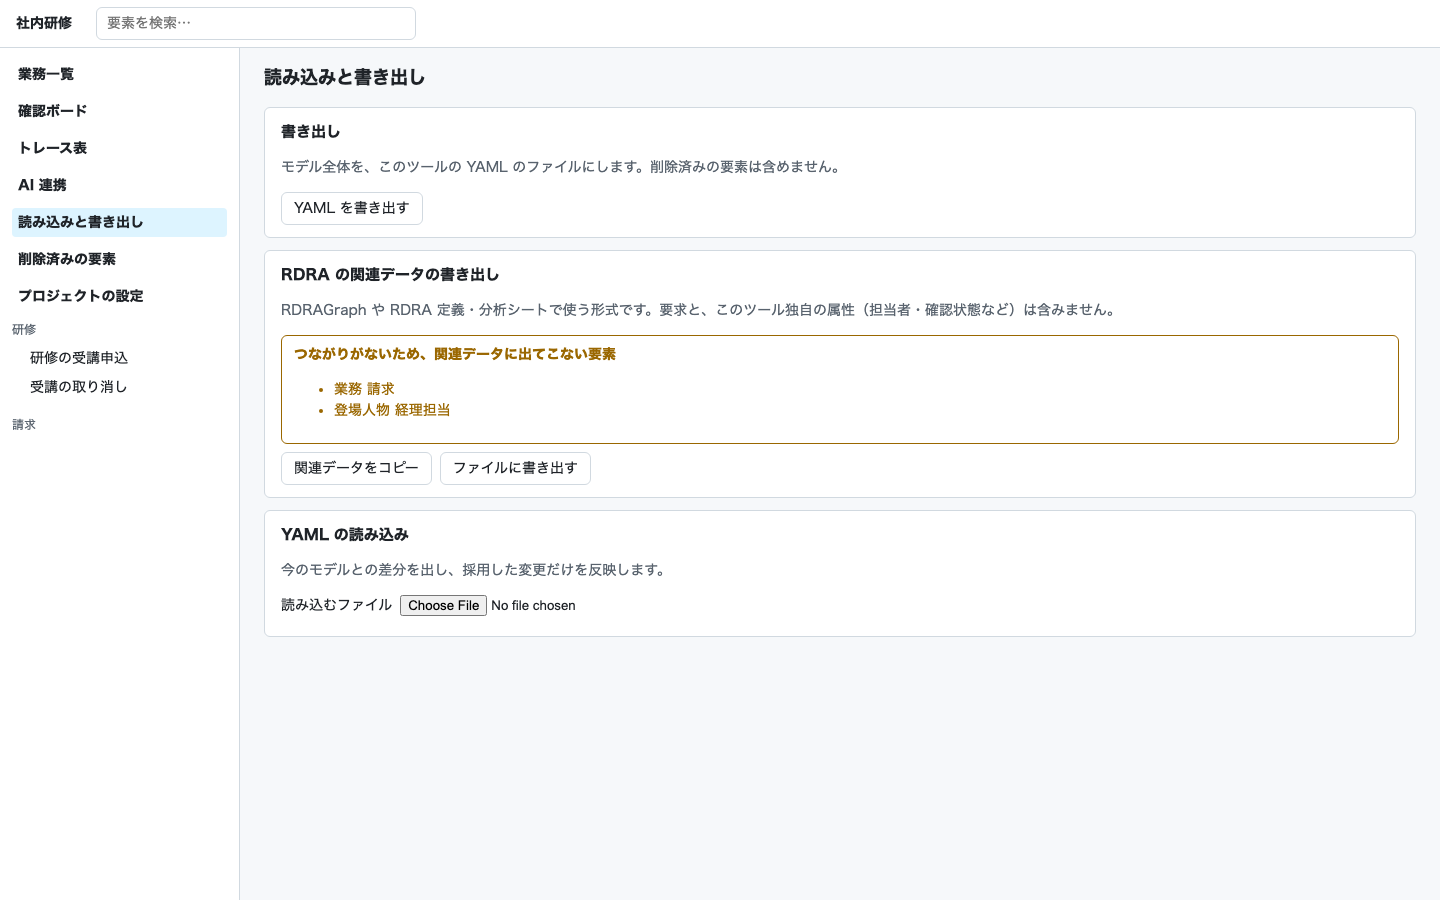 社内研修
要素を検索…
業務一覧
確認ボード
トレース表
AI 連携
読み込みと書き出し
削除済みの要素
プロジェクトの設定
研修
研修の受講申込
受講の取り消し
請求
読み込みと書き出し
書き出し
モデル全体を、このツールの YAML のファイルにします。削除済みの要素は含めません。
YAML を書き出す
RDRA の関連データの書き出し
RDRAGraph や RDRA 定義・分析シートで使う形式です。要求と、このツール独自の属性（担当者・確認状態など）は含みません。
つながりがないため、関連データに出てこない要素
• 業務 請求
• 登場人物 経理担当
関連データをコピー ファイルに書き出す
YAML の読み込み
今のモデルとの差分を出し、採用した変更だけを反映します。
読み込むファイル Choose File No file chosen